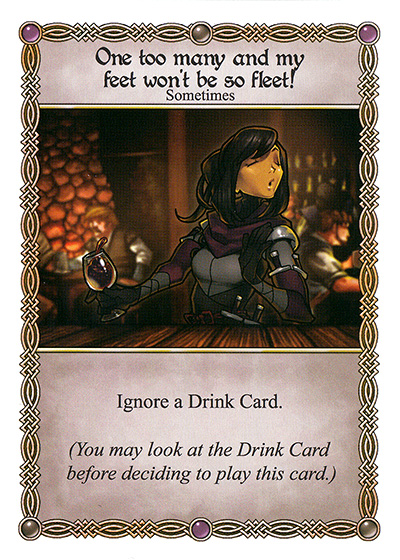 One too many and my
feet won't be so fleet!
Sometimes
Ignore a Drink Card.
(You may look at the Drink Card
before deciding to play this card.)